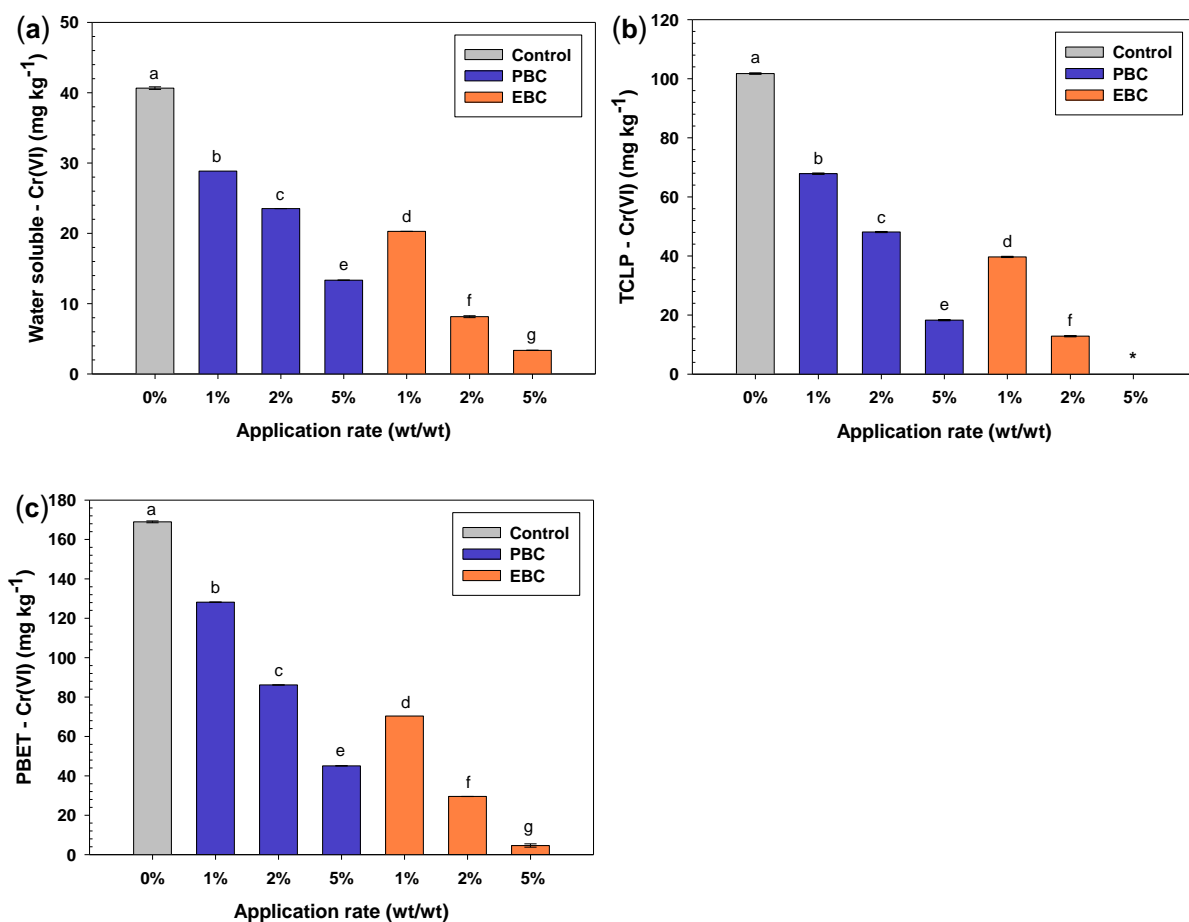 (a)
Water soluble - Cr(VI) (mg kg-1)
50
40
30
20
10
0
Control
PBC
EBC
a
b
c
e
d
f
g
0% 1% 2% 5% 1% 2% 5%
Application rate (wt/wt)
(b)
TCLP - Cr(VI) (mg kg-1)
120
100
80
60
40
20
0
Control
PBC
EBC
a
b
c
e
d
f
*
0% 1% 2% 5% 1% 2% 5%
Application rate (wt/wt)
(c)
PBET - Cr(VI) (mg kg-1)
180
160
140
120
100
80
60
40
20
0
Control
PBC
EBC
a
b
c
e
d
f
g
0% 1% 2% 5% 1% 2% 5%
Application rate (wt/wt)